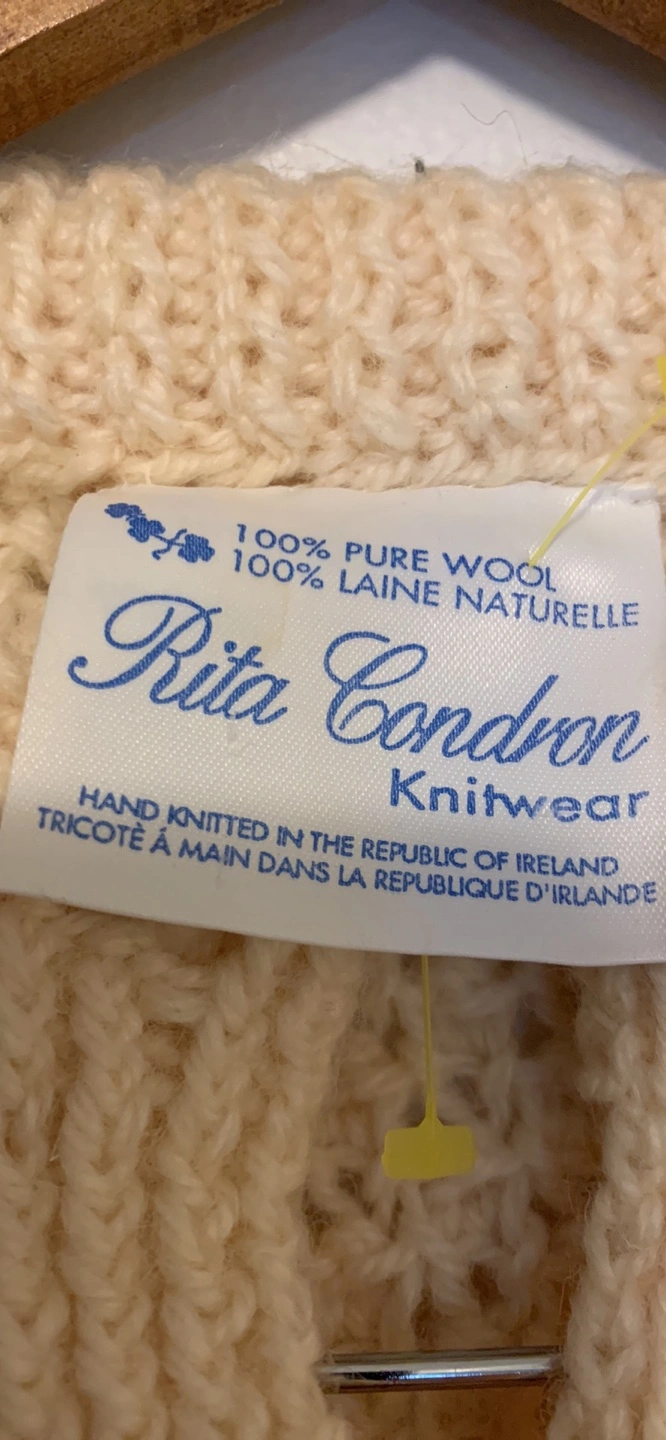 100% PURE WOOL
100% LAINE NATURELLE
Rita Condron
Knitwear
HAND KNITTED IN THE REPUBLIC OF IRELAND
TRICOTÈ Á MAIN DANS LA REPUBLIQUE D'IRLANDE